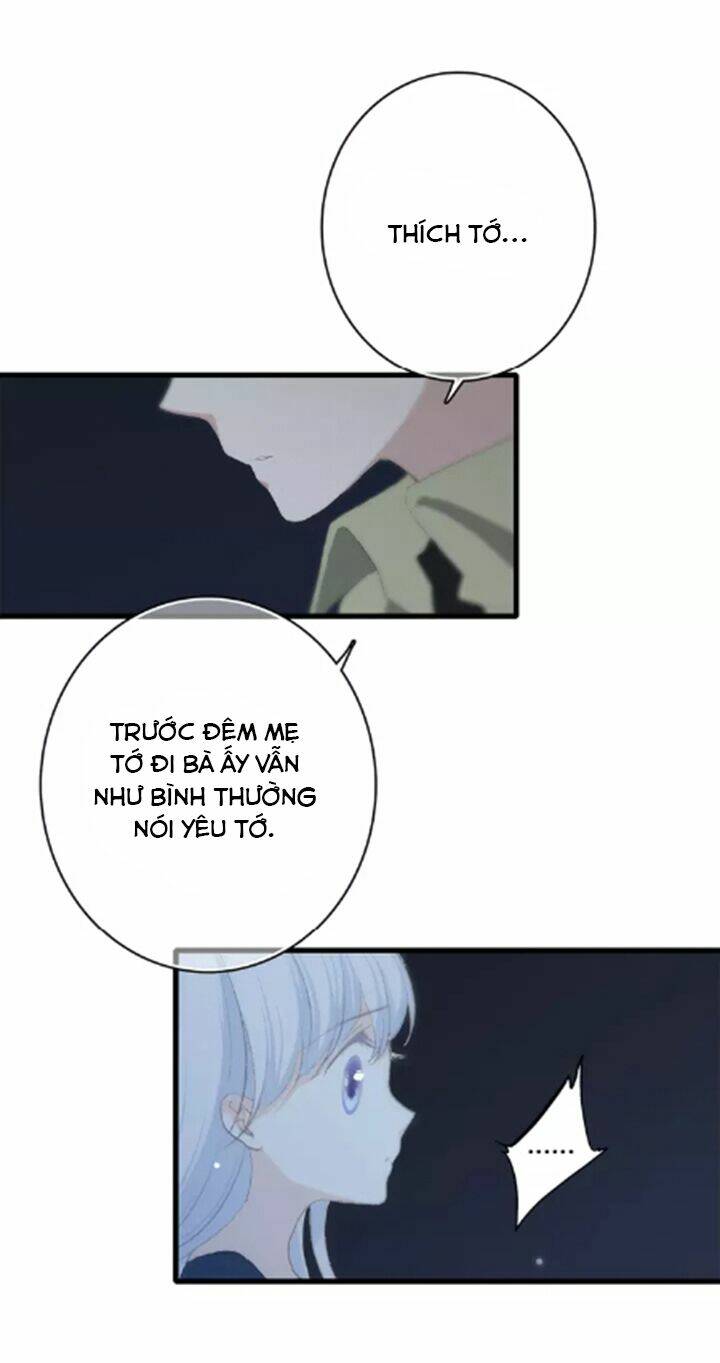 THÍCH TỚ...
TRƯỚC ĐÊM MẸ
TỚ ĐI BÀ ẤY VẪN
NHƯ BÌNH THƯỜNG
NÓI YÊU TỚ.
......